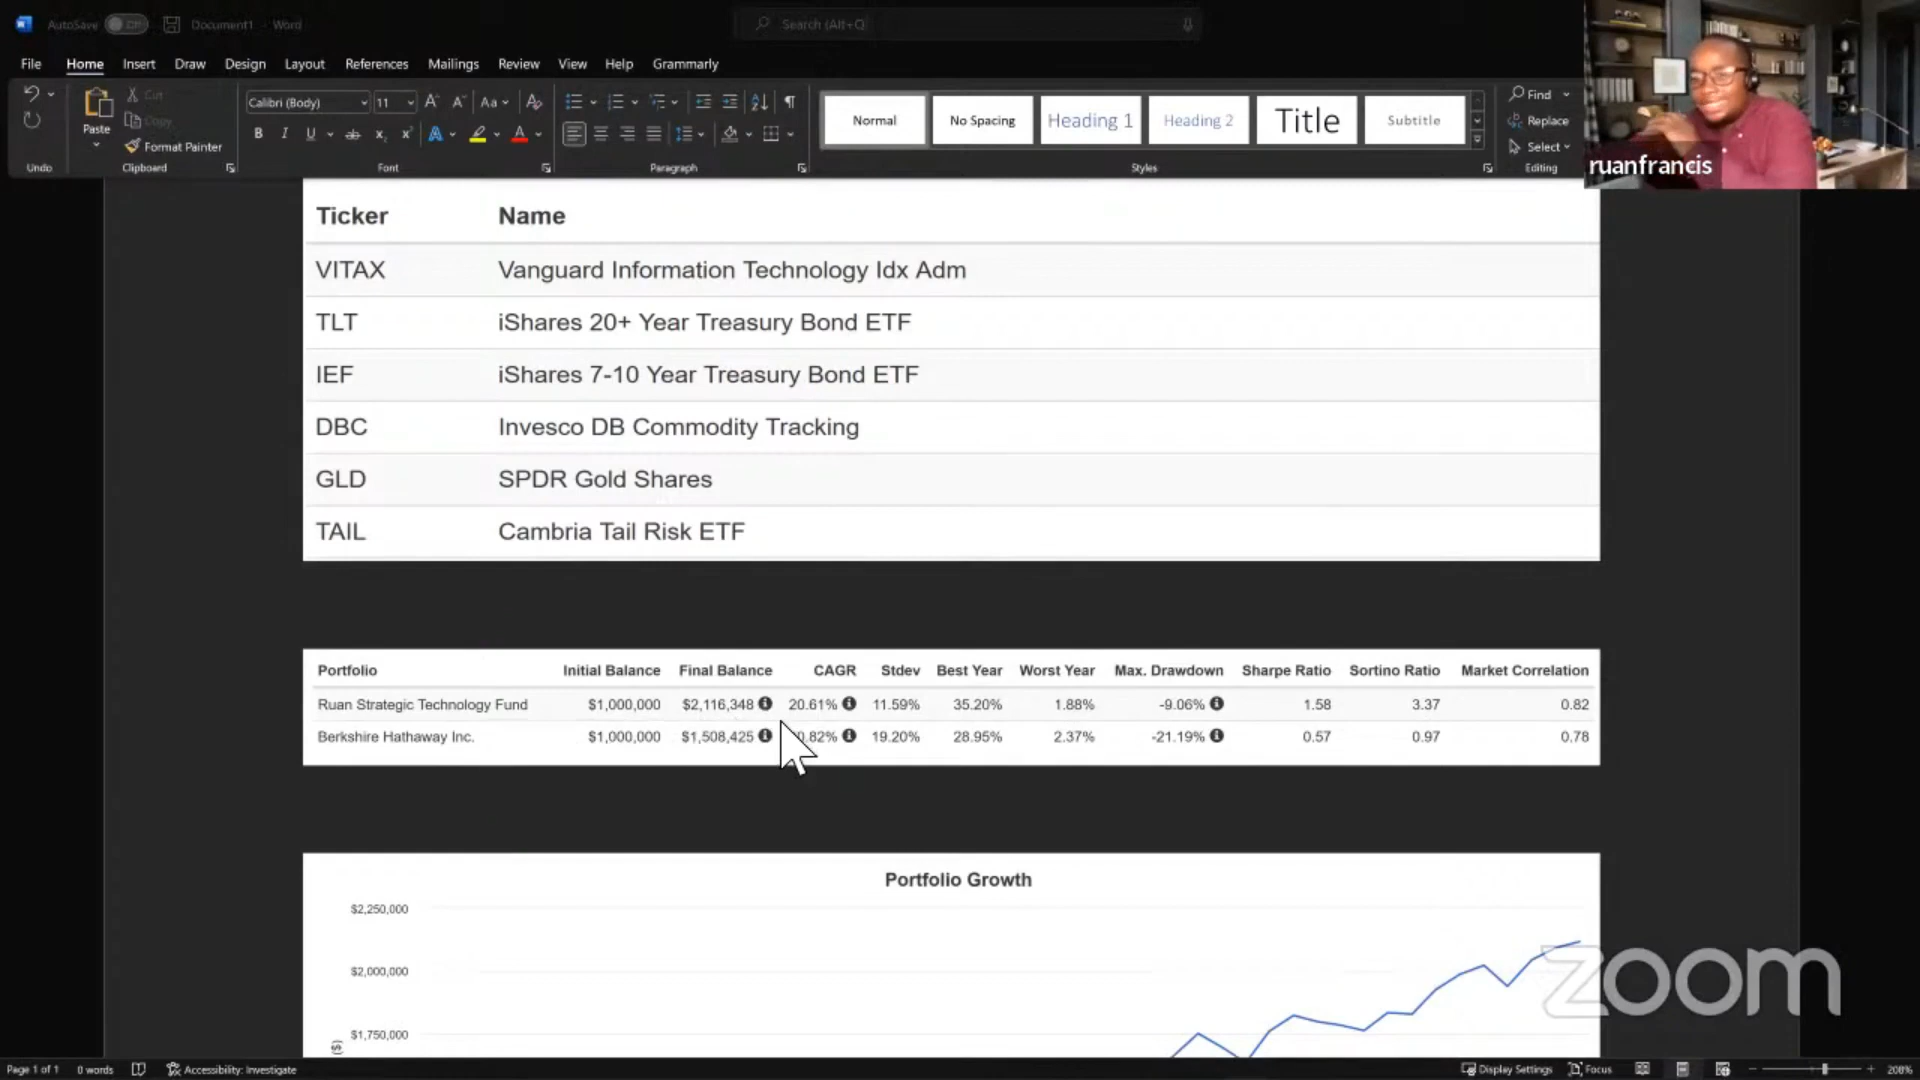 AutoSave Off Document1 - Word
Search (Alt+Q)
File Home Insert Draw Design Layout References Mailings Review View Help Grammarly
Undo
Paste
Cut
Copy
Format Painter
Clipboard
Calibri (Body) 11
Font
Paragraph
Normal No Spacing Heading 1 Heading 2 Title Subtitle
Styles
Find
Replace
Select
Editing
ruanfrancis
Ticker Name
VITAX Vanguard Information Technology Idx Adm
TLT iShares 20+ Year Treasury Bond ETF
IEF iShares 7-10 Year Treasury Bond ETF
DBC Invesco DB Commodity Tracking
GLD SPDR Gold Shares
TAIL Cambria Tail Risk ETF
Portfolio Initial Balance Final Balance CAGR Stdev Best Year Worst Year Max. Drawdown Sharpe Ratio Sortino Ratio Market Correlation
Ruan Strategic Technology Fund $1,000,000 $2,116,348 20.61% 11.59% 35.20% 1.88% -9.06% 1.58 3.37 0.82
Berkshire Hathaway Inc. $1,000,000 $1,508,425 0.82% 19.20% 28.95% 2.37% -21.19% 0.57 0.97 0.78
Portfolio Growth
$2,250,000
$2,000,000
$1,750,000
($)
zoom
Page 1 of 1 0 words Accessibility: Investigate Display Settings Focus 208%